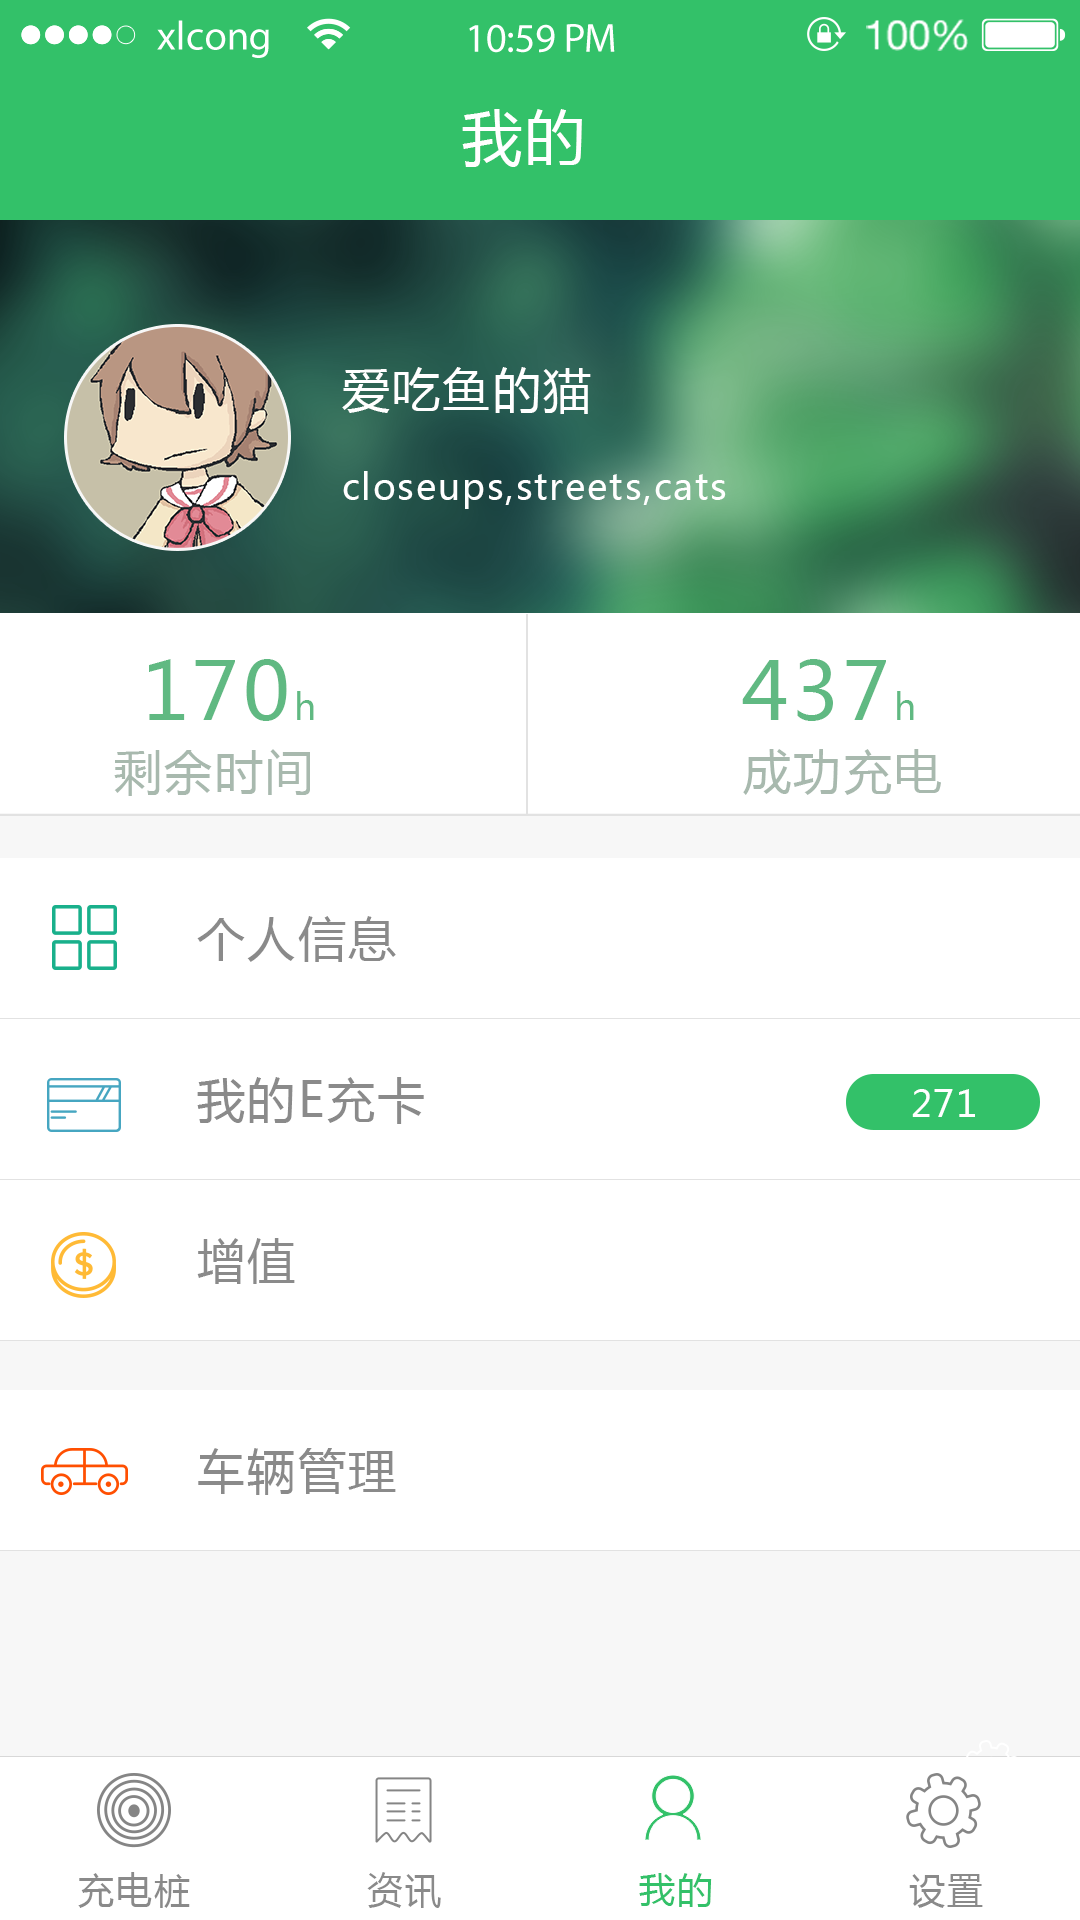 xlcong 10:59 PM 100%
我的
爱吃鱼的猫
closeups,streets,cats
170h 437h
剩余时间 成功充电
个人信息
我的E充卡 271
增值
车辆管理
充电桩 资讯 我的 设置